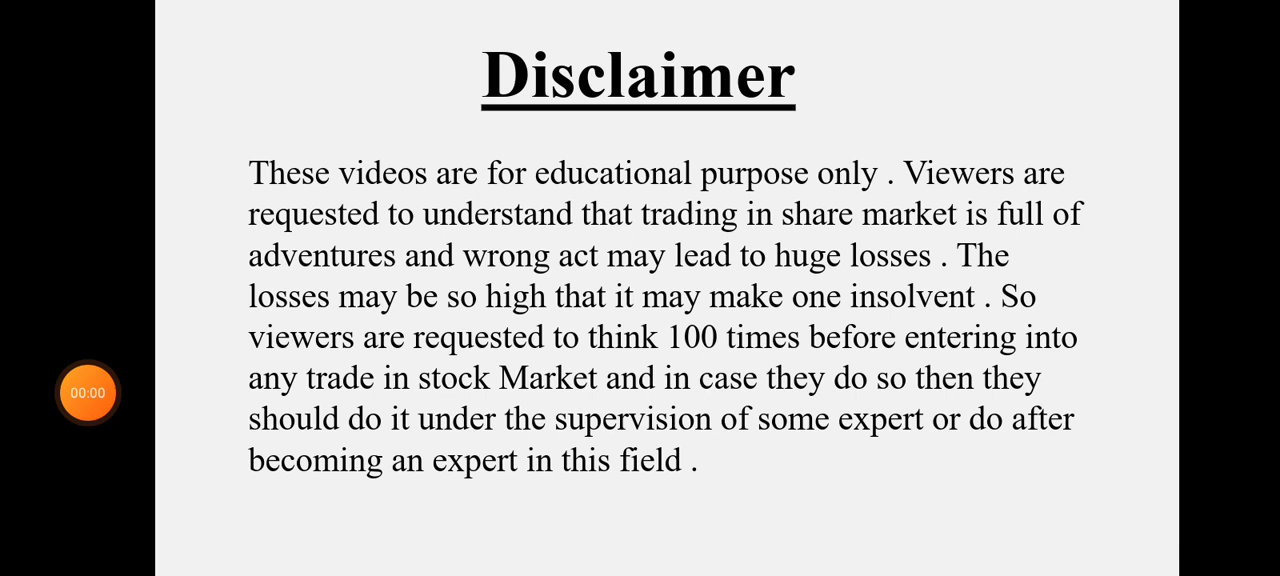 Disclaimer
These videos are for educational purpose only . Viewers are
requested to understand that trading in share market is full of
adventures and wrong act may lead to huge losses . The
losses may be so high that it may make one insolvent . So
viewers are requested to think 100 times before entering into
any trade in stock Market and in case they do so then they
should do it under the supervision of some expert or do after
becoming an expert in this field .
00:00